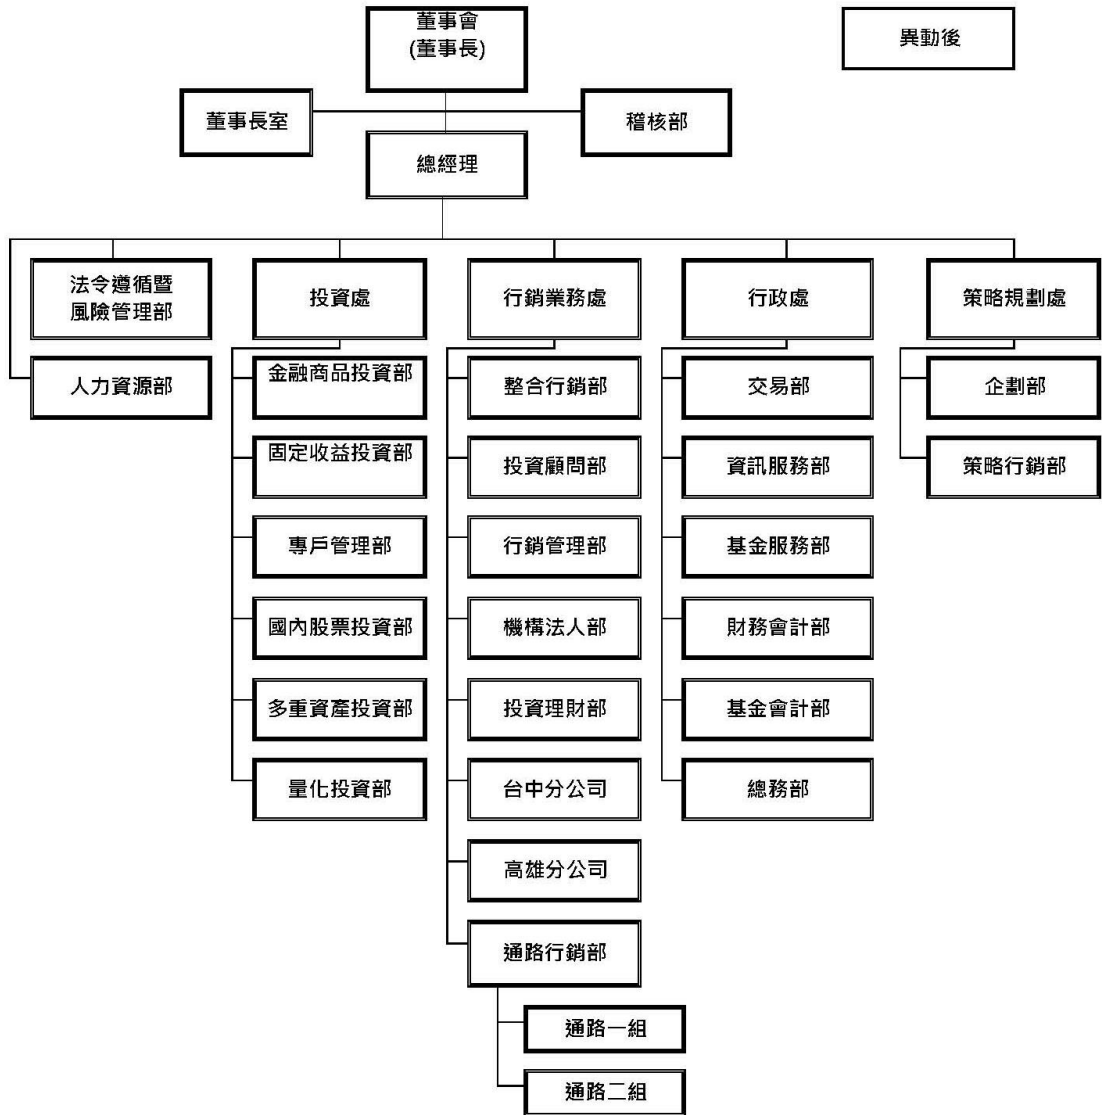 董事會
(董事長)
異動後
董事長室
稽核部
總經理
法令遵循暨
風險管理部
投資處
行銷業務處
行政處
策略規劃處
人力資源部
金融商品投資部
整合行銷部
交易部
企劃部
固定收益投資部
投資顧問部
資訊服務部
策略行銷部
專戶管理部
行銷管理部
基金服務部
國內股票投資部
機構法人部
財務會計部
多重資產投資部
投資理財部
基金會計部
量化投資部
台中分公司
總務部
高雄分公司
通路行銷部
通路一組
通路二組